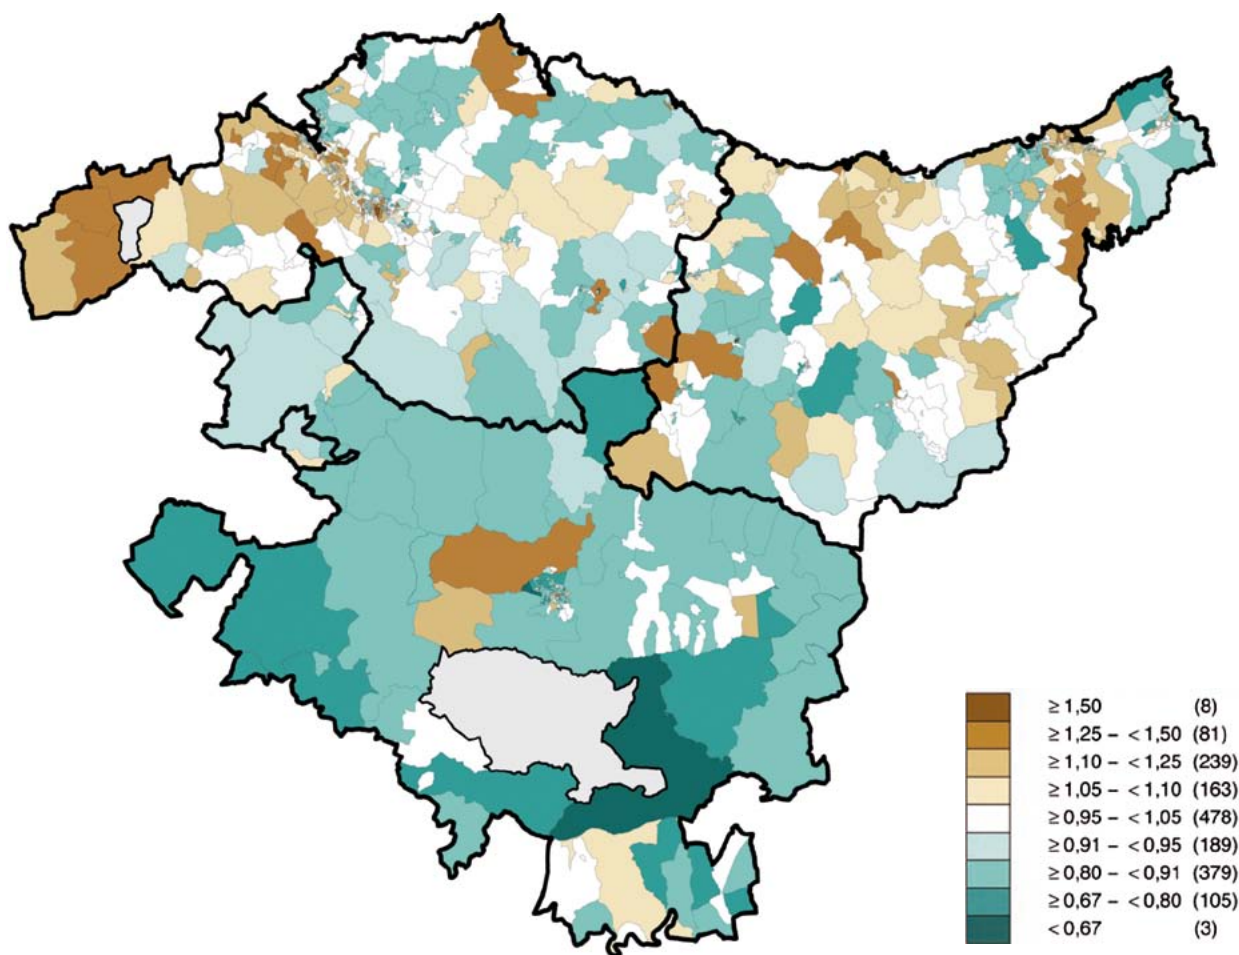 ≥ 1,50 (8)
≥ 1,25 – < 1,50 (81)
≥ 1,10 – < 1,25 (239)
≥ 1,05 – < 1,10 (163)
≥ 0,95 – < 1,05 (478)
≥ 0,91 – < 0,95 (189)
≥ 0,80 – < 0,91 (379)
≥ 0,67 – < 0,80 (105)
< 0,67 (3)